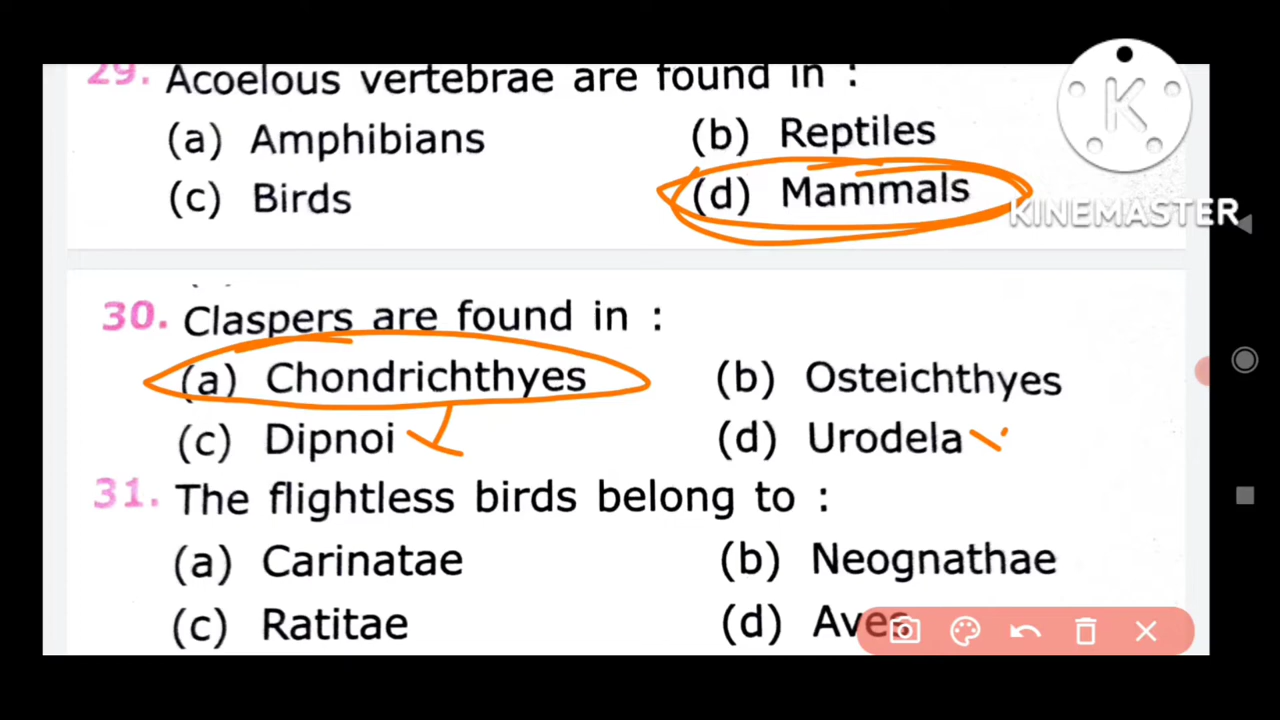 29. Acoelous vertebrae are found in :
(a) Amphibians (b) Reptiles
(c) Birds (d) Mammals
K
KINEMASTER
30. Claspers are found in :
(a) Chondrichthyes (b) Osteichthyes
(c) Dipnoi (d) Urodela
31. The flightless birds belong to :
(a) Carinatae (b) Neognathae
(c) Ratitae (d) Aves